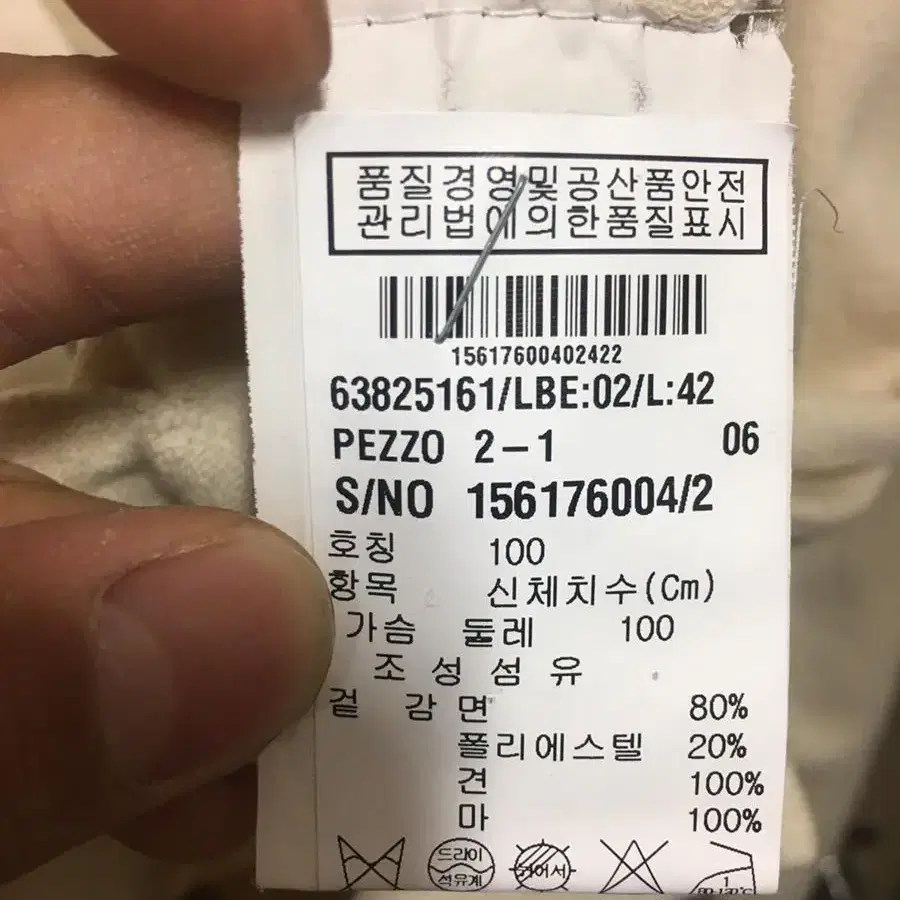 품질경영및공산품안전
관리법에의한품질표시
15617600402422
63825161/LBE:02/L:42
PEZZO 2-1 06
S/NO 156176004/2
호칭 100
항목 신체치수(Cm)
가슴 둘레 100
조성섬유
겉감 면 80%
폴리에스텔 20%
견 100%
마 100%
드라이
석유계
1